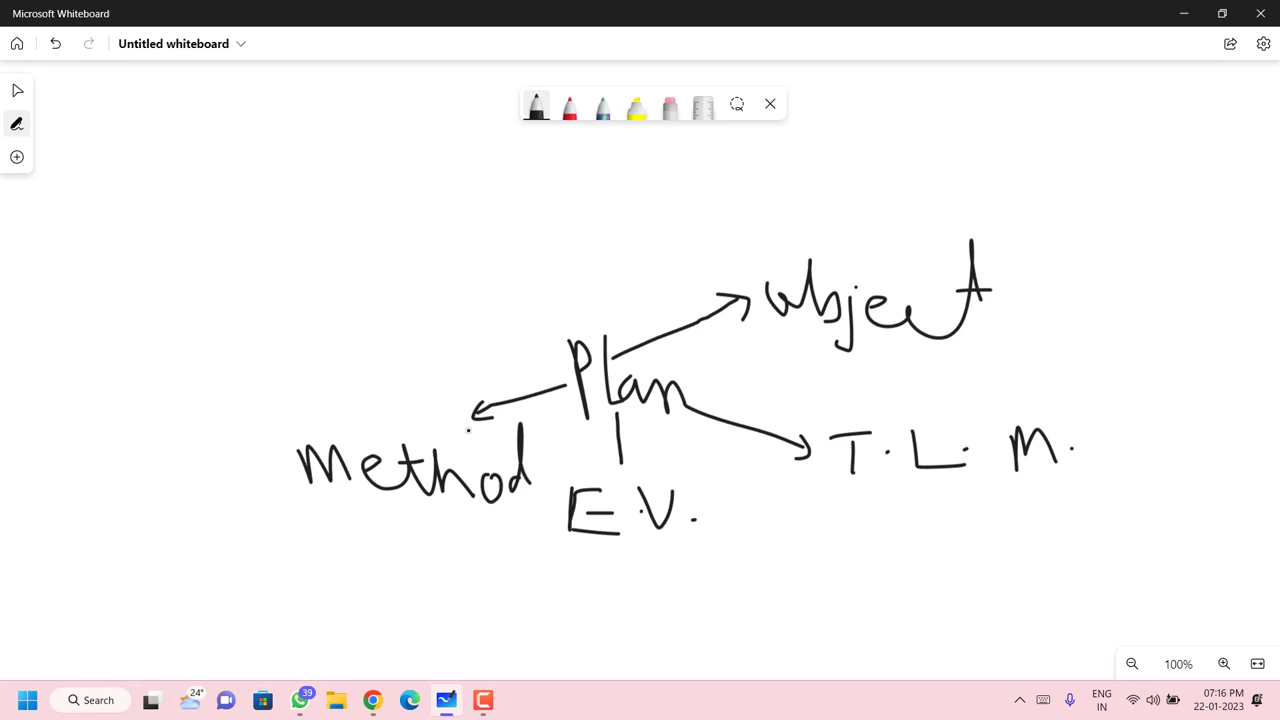 Microsoft Whiteboard
Untitled whiteboard
object
Plan
Method
T.L.M.
E.V.
100%
24°
Search
39
ENG
IN
07:16 PM
22-01-2023